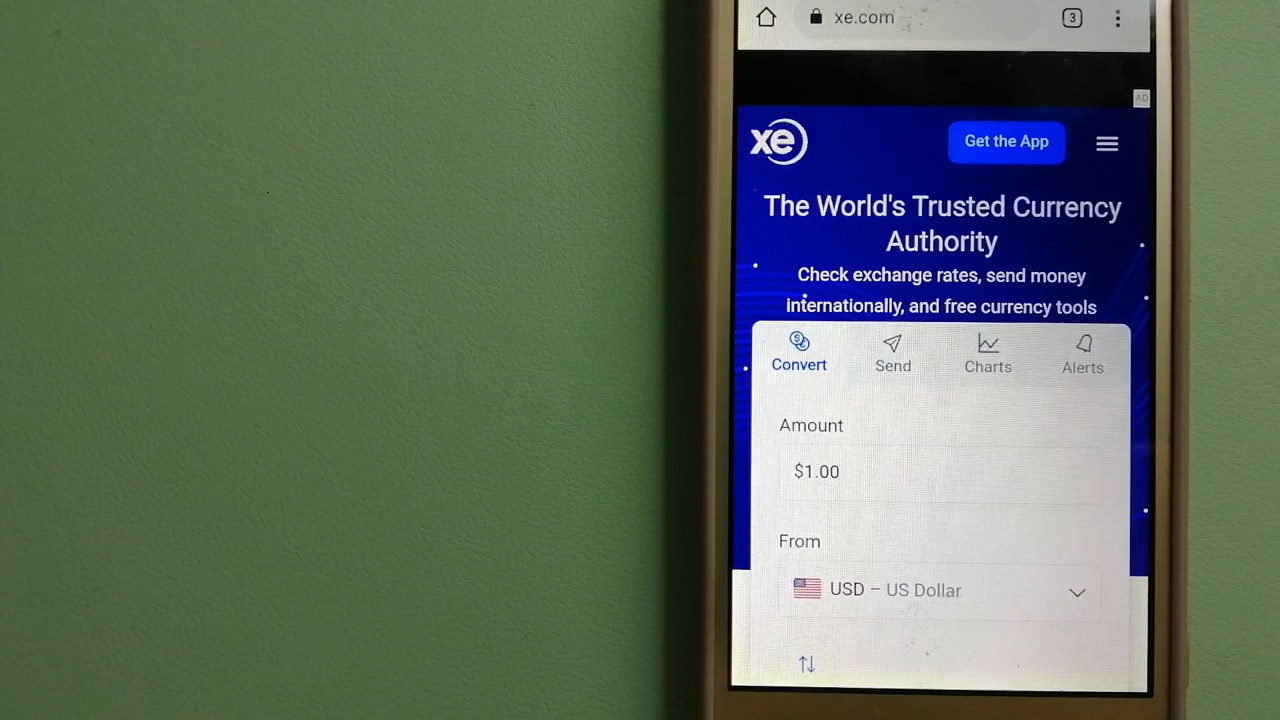 xe.com
3
AD
xe
Get the App
The World's Trusted Currency
Authority
Check exchange rates, send money
internationally, and free currency tools
Convert
Send
Charts
Alerts
Amount
$1.00
From
USD – US Dollar